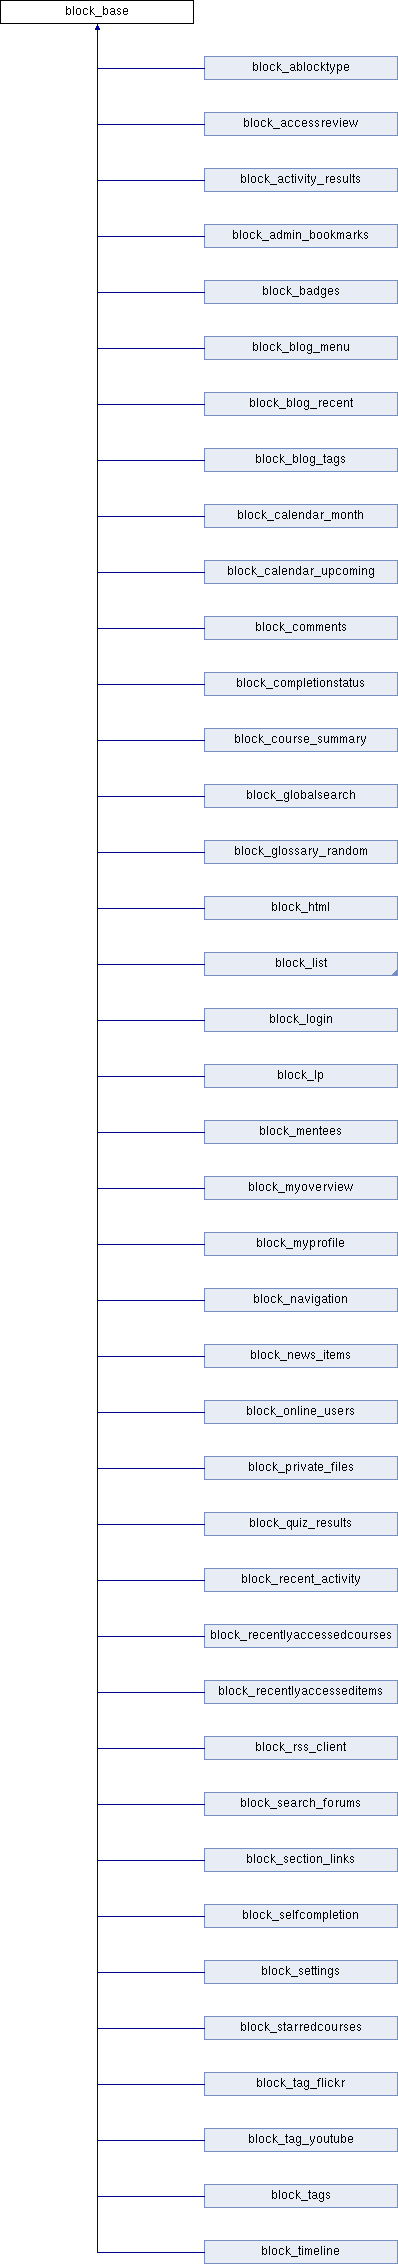 block_base
block_ablocktype
block_accessreview
block_activity_results
block_admin_bookmarks
block_badges
block_blog_menu
block_blog_recent
block_blog_tags
block_calendar_month
block_calendar_upcoming
block_comments
block_completionstatus
block_course_summary
block_globalsearch
block_glossary_random
block_html
block_list
block_login
block_lp
block_mentees
block_myoverview
block_myprofile
block_navigation
block_news_items
block_online_users
block_private_files
block_quiz_results
block_recent_activity
block_recentlyaccessedcourses
block_recentlyaccesseditems
block_rss_client
block_search_forums
block_section_links
block_selfcompletion
block_settings
block_starredcourses
block_tag_flickr
block_tag_youtube
block_tags
block_timeline